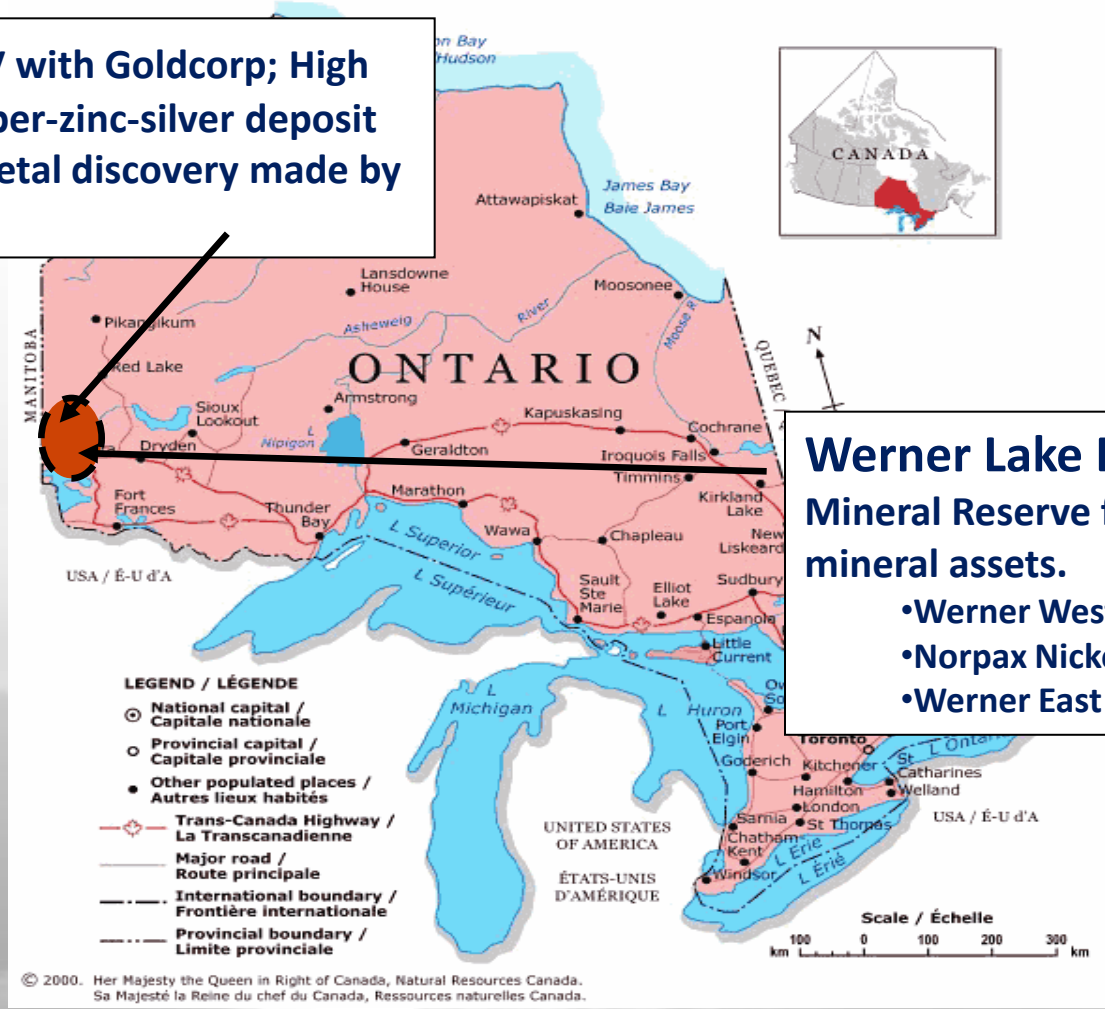 with Goldcorp; High
per-zinc-silver deposit
etal discovery made by
n Bay
Hudson
CANADA
James Bay
Baie James
Attawapiskat
Lansdowne
House
Moosonee
Pikangikum
Asheweig
River
Moose R
MANITOBA
Red Lake
ONTARIO
QUEBEC
N
Sioux
Lookout
Armstrong
Kapuskasing
L
Nipigon
Cochrane
Dryden
Geraldton
Iroquois Falls
Timmins
Werner Lake
Mineral Reserve
mineral assets.
•Werner Wes
•Norpax Nicke
•Werner East
Fort
Frances
Thunder
Bay
Marathon
Wawa
Chapleau
Kirkland
Lake
New
Liskeard
USA / É-U d'A
L Superior
L Supérieur
Sault
Ste
Marie
Elliot
Lake
Sudbury
Espanola
Little
Current
LEGEND / LÉGENDE
National capital /
Capitale nationale
Provincial capital /
Capitale provinciale
Other populated places /
Autres lieux habités
Trans-Canada Highway /
La Transcanadienne
Major road /
Route principale
International boundary /
Frontière internationale
Provincial boundary /
Limite provinciale
L
Michigan
L Huron
Ow
So
Port
Elgin
Toronto
L Ontar
Goderich
Kitchener
St
Catharines
Hamilton
Welland
London
Sarnia
St Thomas
USA / É-U d'A
Chatham-
Kent
Windsor
L Erie
L Érié
UNITED STATES
OF AMERICA
ÉTATS-UNIS
D'AMÉRIQUE
Scale / Échelle
km 100 0 100 200 300 km
© 2000. Her Majesty the Queen in Right of Canada, Natural Resources Canada.
Sa Majesté la Reine du chef du Canada, Ressources naturelles Canada.